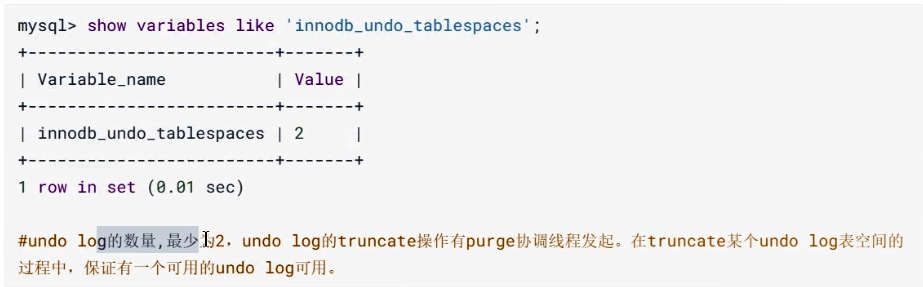 mysql> show variables like 'innodb_undo_tablespaces';
+-------------------------+-------+
| Variable_name           | Value |
+-------------------------+-------+
| innodb_undo_tablespaces | 2     |
+-------------------------+-------+
1 row in set (0.01 sec)
#undo log的数量,最少为2，undo log的truncate操作有purge协调线程发起。在truncate某个undo log表空间的
过程中，保证有一个可用的undo log可用。